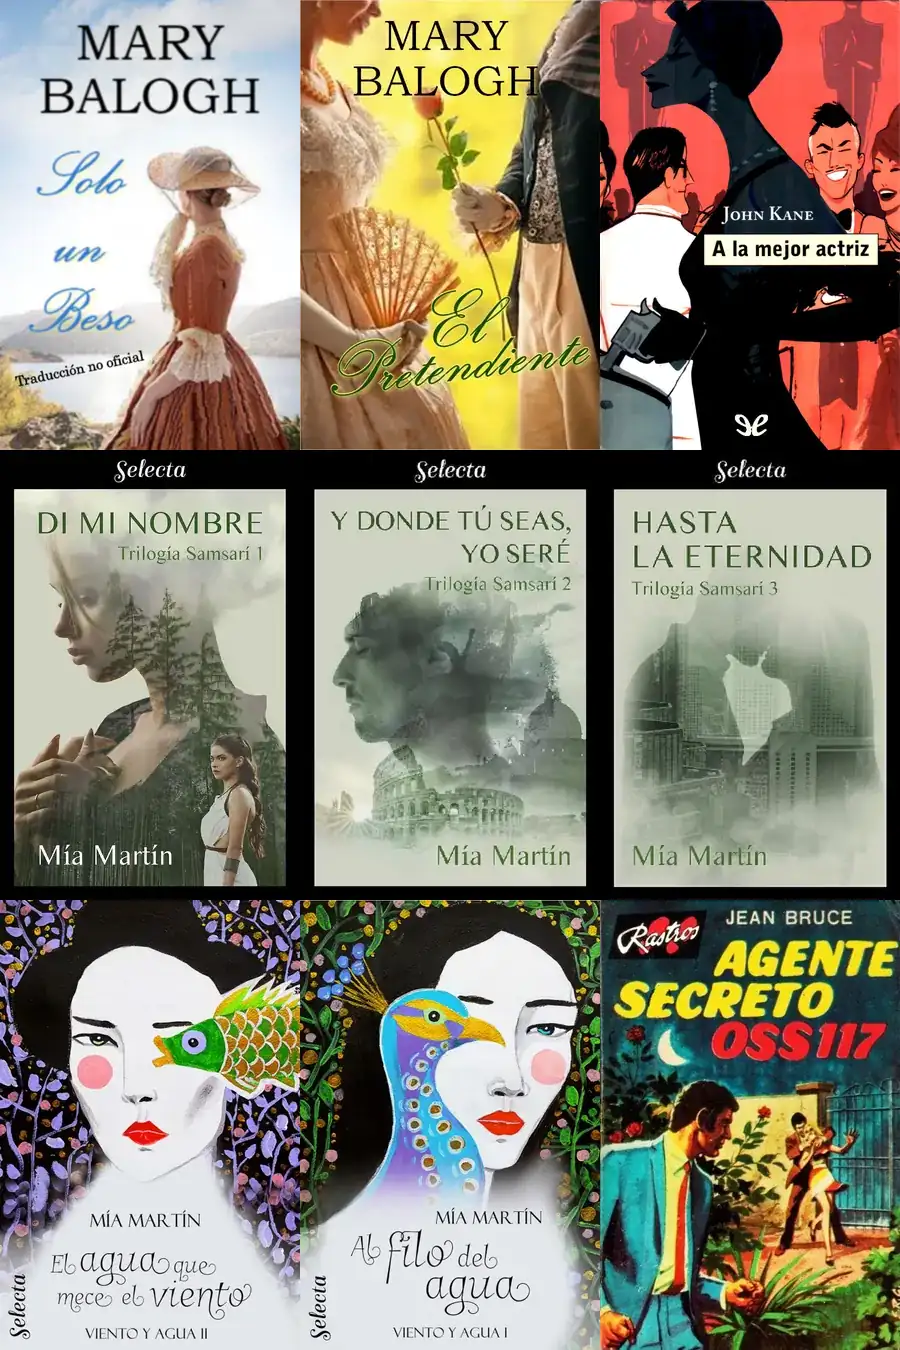 MARY
BALOGH
Solo
un
Beso
Traducción no oficial
MARY
BALOGH
El
Pretendiente
JOHN KANE
A la mejor actriz
Selecta
DI MI NOMBRE
Trilogía Samsarí 1
Mía Martín
Selecta
Y DONDE TÚ SEAS,
YO SERÉ
Trilogía Samsarí 2
Mía Martín
Selecta
HASTA
LA ETERNIDAD
Trilogía Samsarí 3
Mía Martín
MÍA MARTÍN
El agua que
mece el viento
VIENTO Y AGUA II
Selecta
MÍA MARTÍN
Al filo del
agua
VIENTO Y AGUA I
Selecta
Rastros
JEAN BRUCE
AGENTE
SECRETO
OSS 117